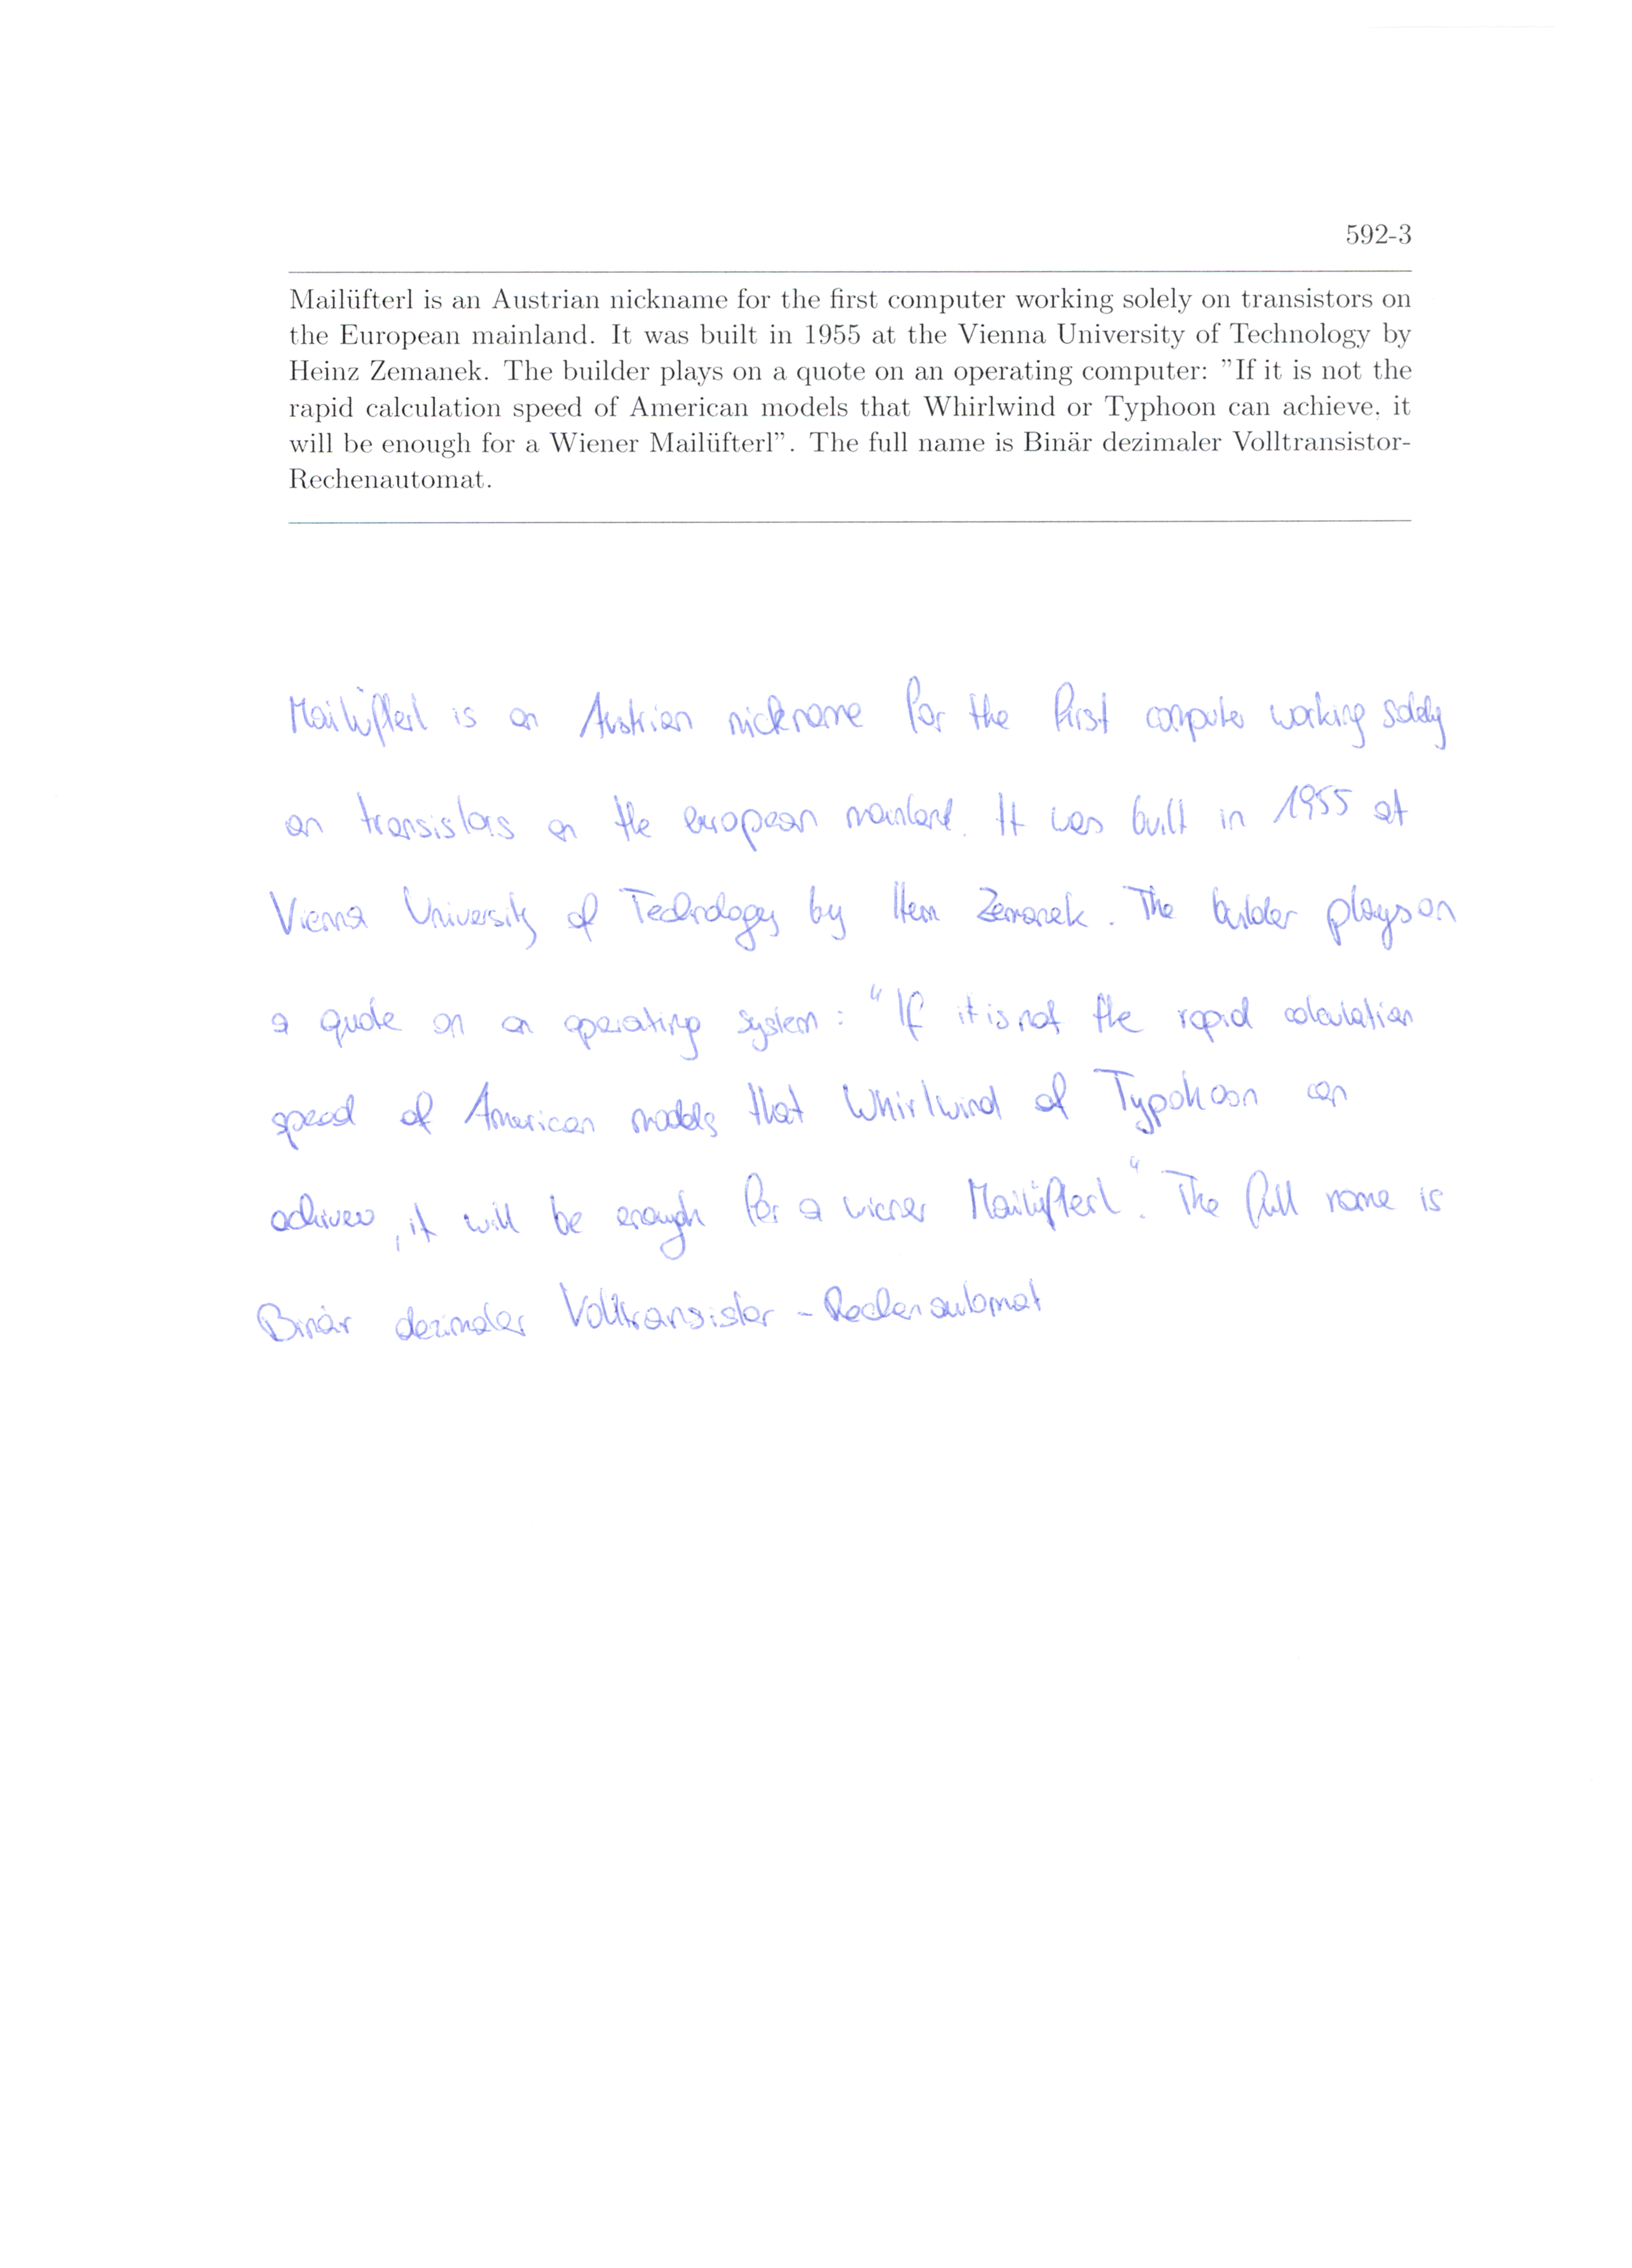 592-3
Mailüfterl is an Austrian nickname for the first computer working solely on transistors on
the European mainland. It was built in 1955 at the Vienna University of Technology by
Heinz Zemanek. The builder plays on a quote on an operating computer: ”If it is not the
rapid calculation speed of American models that Whirlwind or Typhoon can achieve, it
will be enough for a Wiener Mailüfterl”. The full name is Binär dezimaler Volltransistor-
Rechenautomat.
Mailüfterl is an Austrian nickname for the first computer working solely
on transistors on the european mainland. It was built in 1955 at
Vienna University of Technology by Zemanek. The builder plays on
a quote on an operating system: “If it is not the rapid calculation
speed of American models that Whirlwind of Typohoon can
it will be enough for a wiener Mailüfterl“. The full name is
Binär dezimaler Volltransistor - Rechenautomat